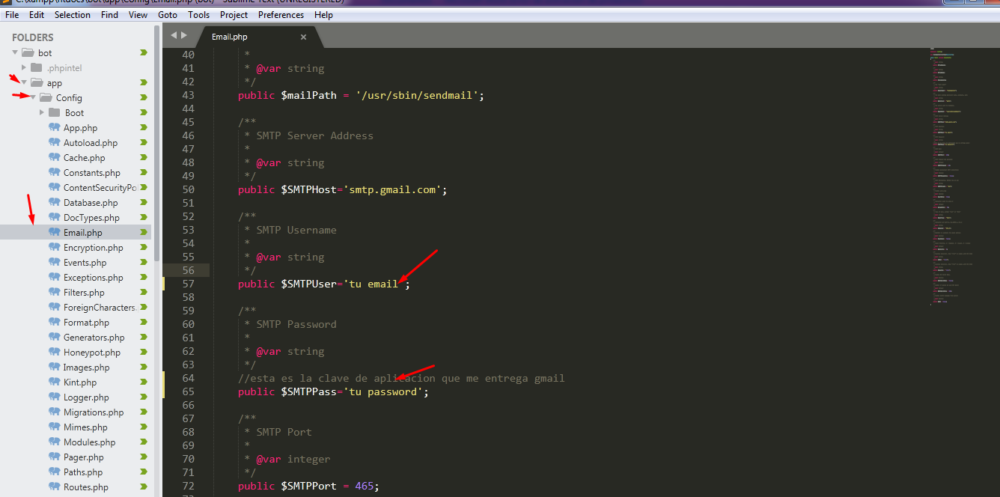 C:\xampp\htdocs\bot\app\Config\Email.php (bot) - Sublime Text (UNREGISTERED)
File Edit Selection Find View Goto Tools Project Preferences Help
FOLDERS
bot
.phpintel
app
Config
Boot
App.php
Autoload.php
Cache.php
Constants.php
ContentSecurityPo
Database.php
DocTypes.php
Email.php
Encryption.php
Events.php
Exceptions.php
Filters.php
ForeignCharacters.
Format.php
Generators.php
Honeypot.php
Images.php
Kint.php
Logger.php
Migrations.php
Mimes.php
Modules.php
Pager.php
Paths.php
Routes.php
Email.php ×
40 *
41 * @var string
42 */
43 public $mailPath = '/usr/sbin/sendmail';
44
45 /**
46 * SMTP Server Address
47 *
48 * @var string
49 */
50 public $SMTPHost='smtp.gmail.com';
51
52 /**
53 * SMTP Username
54 *
55 * @var string
56 */
57 public $SMTPUser='tu email';
58
59 /**
60 * SMTP Password
61 *
62 * @var string
63 */
64 //esta es la clave de aplicacion que me entrega gmail
65 public $SMTPPass='tu password';
66
67 /**
68 * SMTP Port
69 *
70 * @var integer
71 */
72 public $SMTPPort = 465;